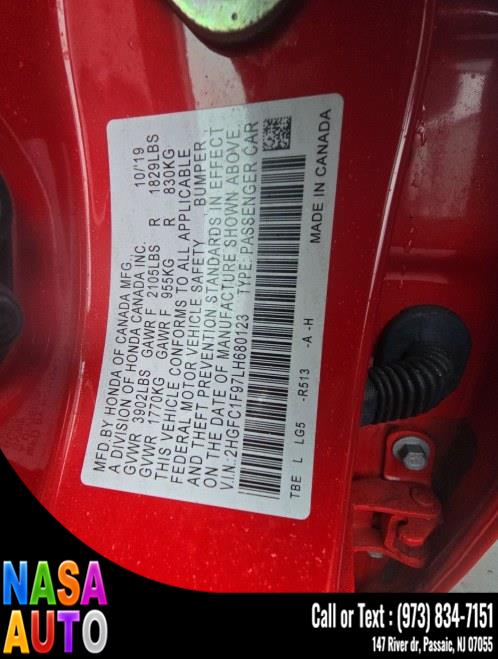 MFD.BY HONDA OF CANADA MFG.
A DIVISION OF HONDA CANADA INC. 10/'19
GVWR 3902LBS GAWR F 2105LBS R 1829LBS
GVWR 1770KG GAWR F 955KG R 830KG
THIS VEHICLE CONFORMS TO ALL APPLICABLE
FEDERAL MOTOR VEHICLE SAFETY BUMPER
AND THEFT PREVENTION STANDARDS IN EFFECT
ON THE DATE OF MANUFACTURE SHOWN ABOVE.
V.I.N: 2HGFC1F97LH680123 TYPE: PASSENGER CAR
TBE L LG5 -R513 -A -H MADE IN CANADA
NASA
AUTO
Call or Text : (973) 834-7151
147 River dr, Passaic, NJ 07055